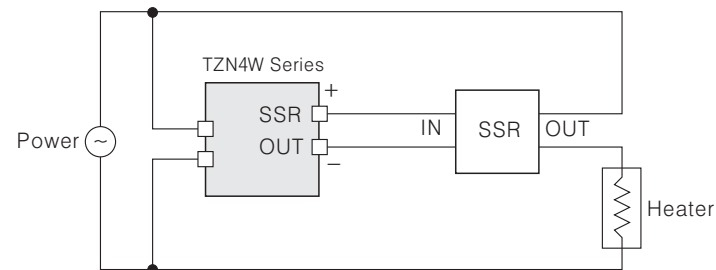 TZN4W Series
+
SSR
OUT
−
Power
~
IN
SSR
OUT
Heater